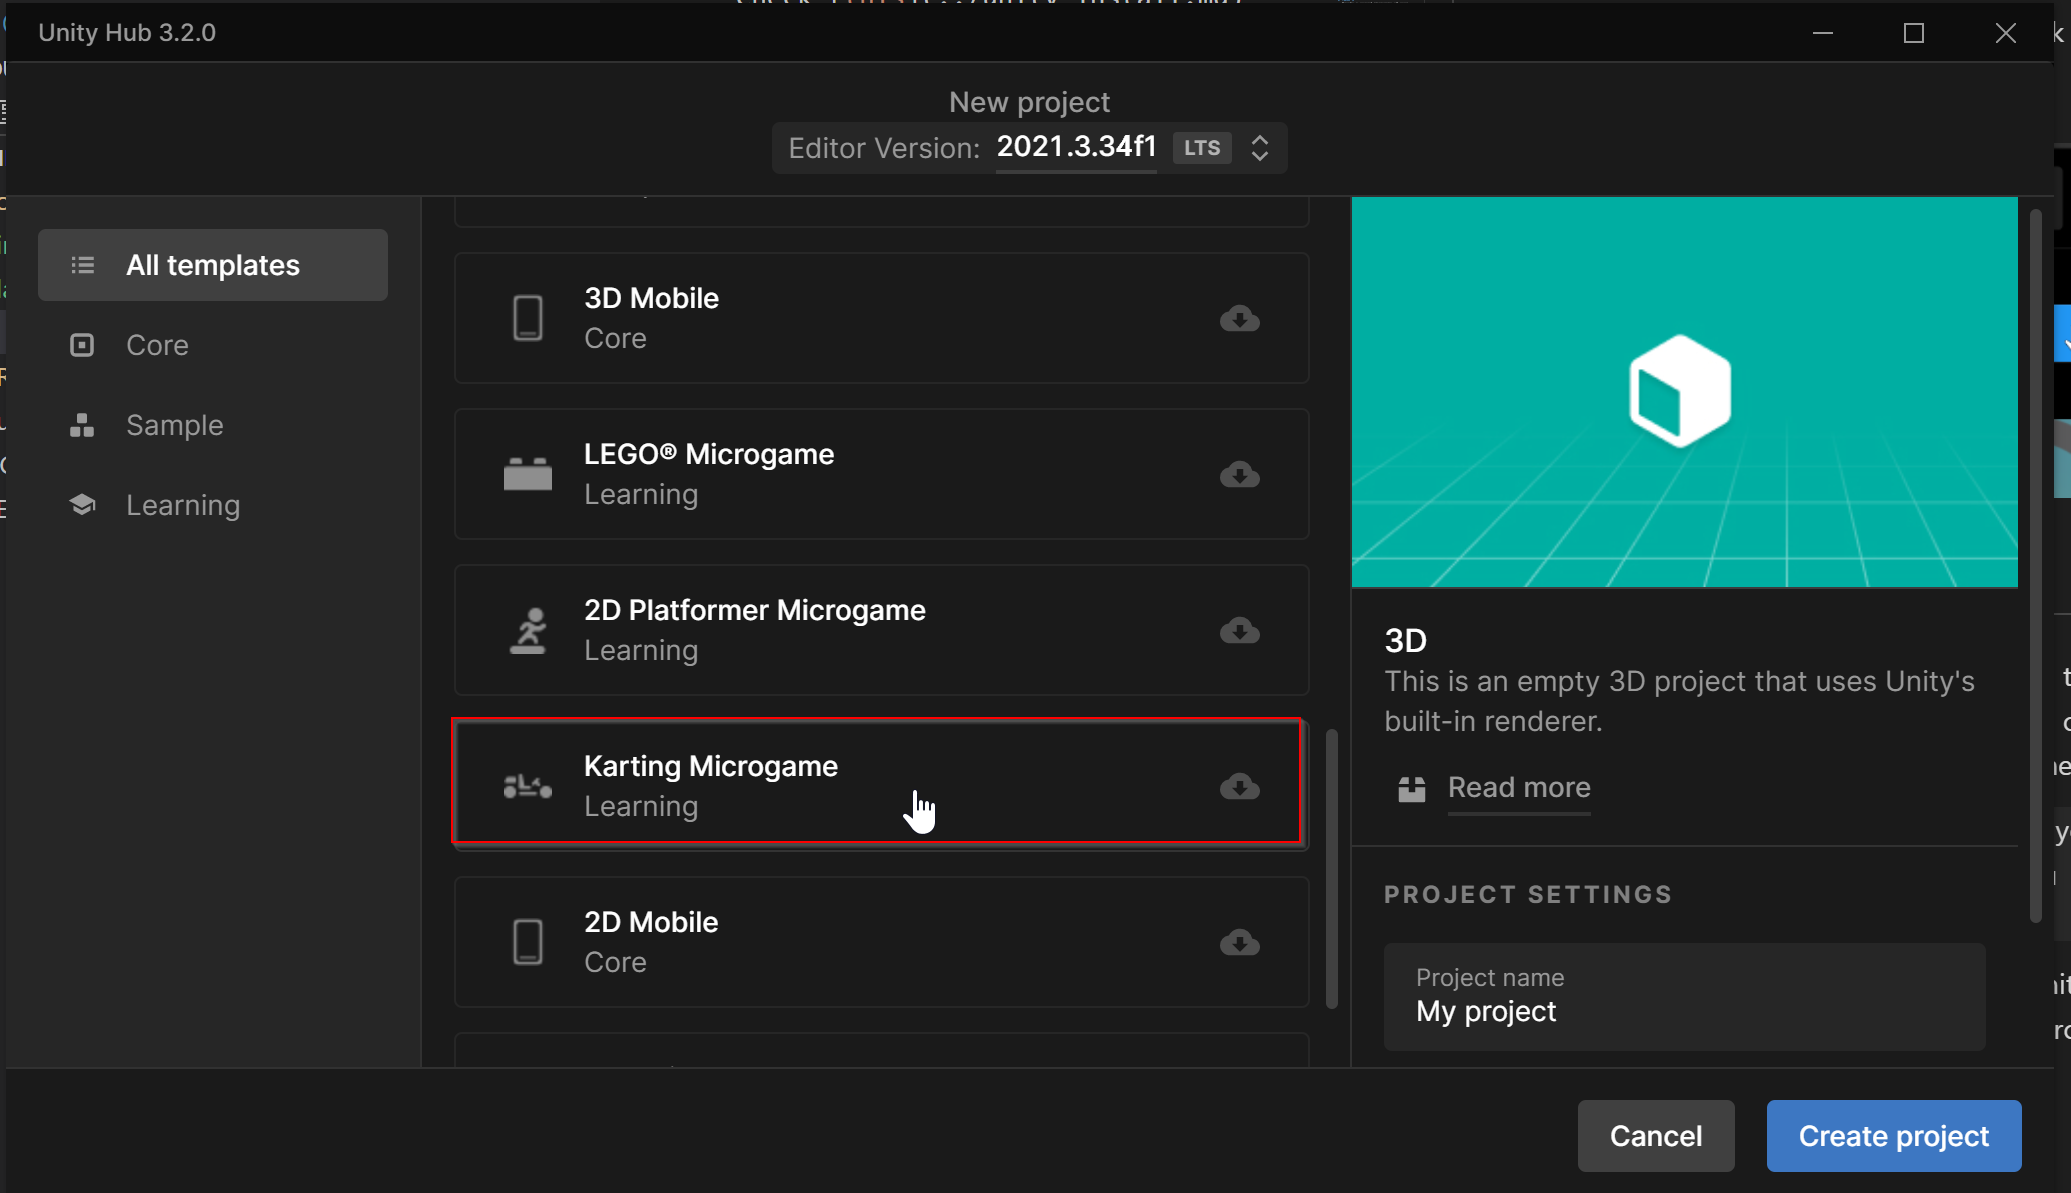 Unity Hub 3.2.0
New project
Editor Version: 2021.3.34f1 LTS
All templates
Core
Sample
Learning
3D Mobile
Core
LEGO® Microgame
Learning
2D Platformer Microgame
Learning
Karting Microgame
Learning
2D Mobile
Core
3D
This is an empty 3D project that uses Unity's
built-in renderer.
Read more
PROJECT SETTINGS
Project name
My project
Cancel
Create project